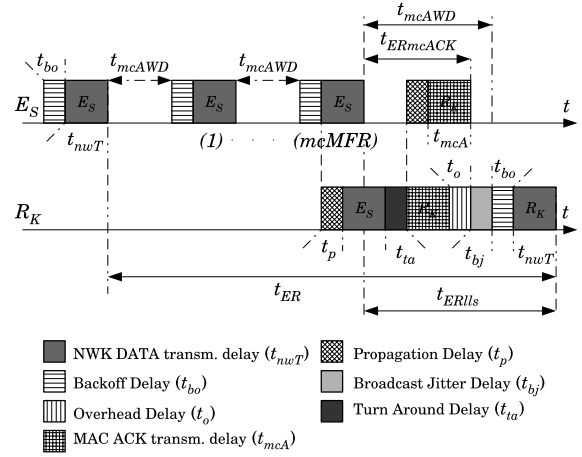 t_mcAWD
t_ERmcACK
t_bo t_mcAWD t_mcAWD
E_S E_S E_S E_S R_K t
t_nwT (1) · · · (mcMFR) t_mcA
t_o t_bo
R_K E_S R_K R_K t
t_p t_ta t_bj t_nwT
t_ER t_ERlls
NWK DATA transm. delay (t_nwT)
Backoff Delay (t_bo)
Overhead Delay (t_o)
MAC ACK transm. delay (t_mcA)
Propagation Delay (t_p)
Broadcast Jitter Delay (t_bj)
Turn Around Delay (t_ta)